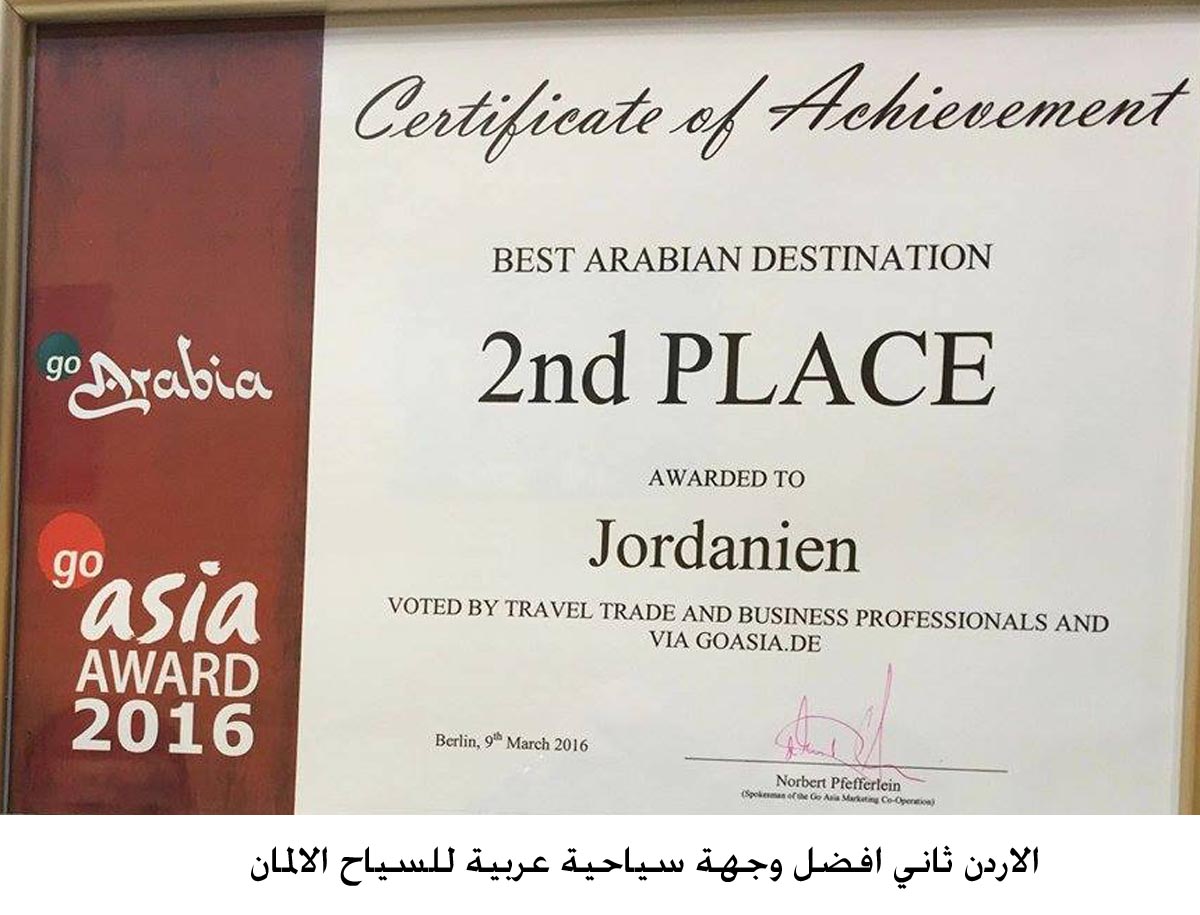 Certificate of Achievement
BEST ARABIAN DESTINATION
2nd PLACE
AWARDED TO
Jordanien
VOTED BY TRAVEL TRADE AND BUSINESS PROFESSIONALS AND
VIA GOASIA.DE
Berlin, 9th March 2016
Norbert Pfefferlein
(Spokesman of the Go Asia Marketing Co-Operation)
go Arabia
go
asia
AWARD
2016
الاردن ثاني افضل وجهة سياحية عربية للسياح الالمان